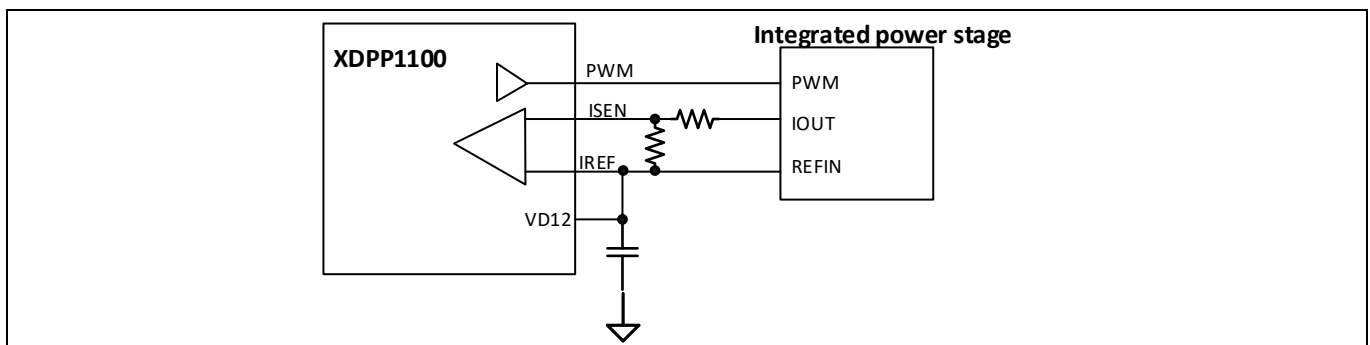 Integrated power stage
XDPP1100
PWM
PWM
ISEN
IOUT
IREF
REFIN
VD12